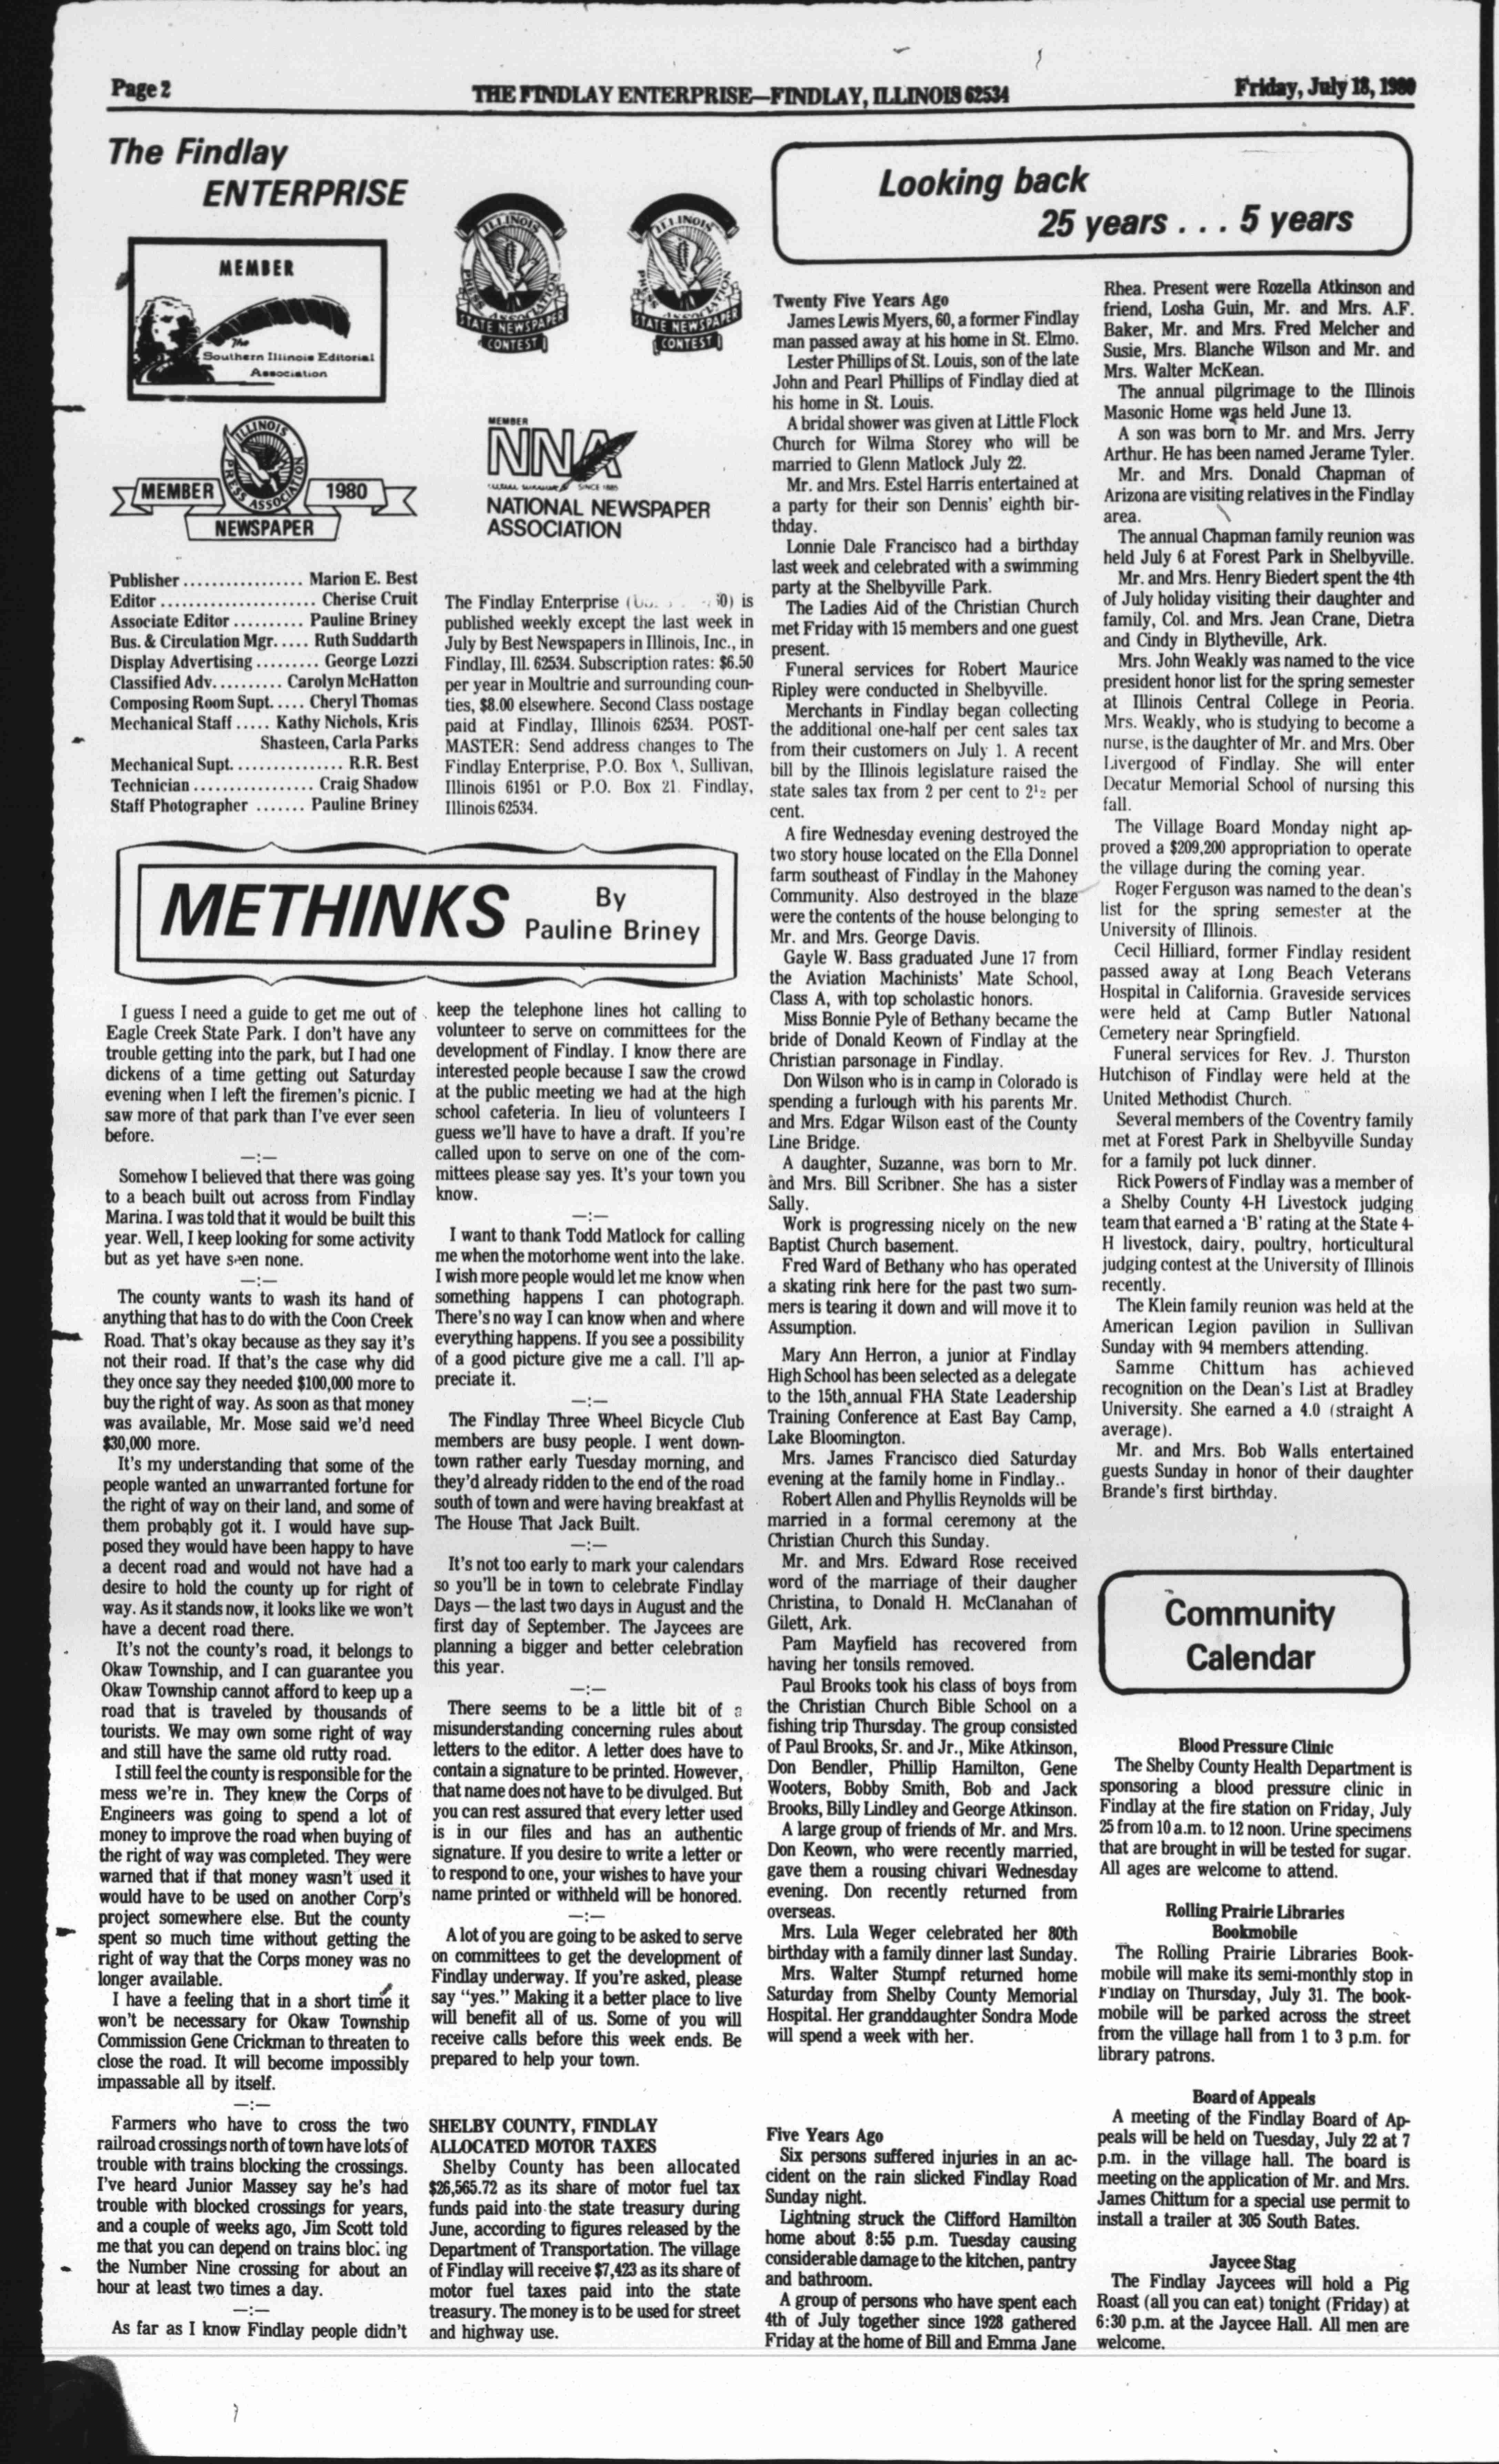 Page 2
THE FINDLAY ENTERPRISE—FINDLAY, ILLINOIS 62534
Friday, July 18, 1980
The Findlay
ENTERPRISE
MEMBER
The
Southern Illinois Editorial
Association
ILLINOIS
PRESS ASSOCIATION
STATE NEWSPAPER
CONTEST
ILLINOIS
PRESS ASSOCIATION
STATE NEWSPAPER
CONTEST
ILLINOIS
PRESS ASSOCIATION
MEMBER 1980
NEWSPAPER
MEMBER
NNA
SINCE 1885
NATIONAL NEWSPAPER
ASSOCIATION
Publisher ................ Marion E. Best
Editor ..................... Cherise Cruit
Associate Editor .......... Pauline Briney
Bus. & Circulation Mgr. .... Ruth Suddarth
Display Advertising ......... George Lozzi
Classified Adv. ......... Carolyn McHatton
Composing Room Supt. .... Cheryl Thomas
Mechanical Staff ..... Kathy Nichols, Kris
Shasteen, Carla Parks
Mechanical Supt. ............... R.R. Best
Technician ................ Craig Shadow
Staff Photographer ....... Pauline Briney
The Findlay Enterprise is
published weekly except the last week in
July by Best Newspapers in Illinois, Inc., in
Findlay, Ill. 62534. Subscription rates: $6.50
per year in Moultrie and surrounding coun-
ties, $8.00 elsewhere. Second Class postage
paid at Findlay, Illinois 62534. POST-
MASTER: Send address changes to The
Findlay Enterprise, P.O. Box Sullivan,
Illinois 61951 or P.O. Box 21 Findlay,
Illinois 62534.
METHINKS
By
Pauline Briney
I guess I need a guide to get me out of
Eagle Creek State Park. I don't have any
trouble getting into the park, but I had one
dickens of a time getting out Saturday
evening when I left the firemen's picnic. I
saw more of that park than I've ever seen
before.
—:—
Somehow I believed that there was going
to a beach built out across from Findlay
Marina. I was told that it would be built this
year. Well, I keep looking for some activity
but as yet have seen none.
—:—
The county wants to wash its hand of
anything that has to do with the Coon Creek
Road. That's okay because as they say it's
not their road. If that's the case why did
they once say they needed $100,000 more to
buy the right of way. As soon as that money
was available, Mr. Mose said we'd need
$30,000 more.
It's my understanding that some of the
people wanted an unwarranted fortune for
the right of way on their land, and some of
them probably got it. I would have sup-
posed they would have been happy to have
a decent road and would not have had a
desire to hold the county up for right of
way. As it stands now, it looks like we won't
have a decent road there.
It's not the county's road, it belongs to
Okaw Township, and I can guarantee you
Okaw Township cannot afford to keep up a
road that is traveled by thousands of
tourists. We may own some right of way
and still have the same old rutty road.
I still feel the county is responsible for the
mess we're in. They knew the Corps of
Engineers was going to spend a lot of
money to improve the road when buying of
the right of way was completed. They were
warned that if that money wasn't used it
would have to be used on another Corp's
project somewhere else. But the county
spent so much time without getting the
right of way that the Corps money was no
longer available.
I have a feeling that in a short time it
won't be necessary for Okaw Township
Commission Gene Crickman to threaten to
close the road. It will become impossibly
impassable all by itself.
—:—
Farmers who have to cross the two
railroad crossings north of town have lots of
trouble with trains blocking the crossings.
I've heard Junior Massey say he's had
trouble with blocked crossings for years,
and a couple of weeks ago, Jim Scott told
me that you can depend on trains blocking
the Number Nine crossing for about an
hour at least two times a day.
—:—
As far as I know Findlay people didn't
keep the telephone lines hot calling to
volunteer to serve on committees for the
development of Findlay. I know there are
interested people because I saw the crowd
at the public meeting we had at the high
school cafeteria. In lieu of volunteers I
guess we'll have to have a draft. If you're
called upon to serve on one of the com-
mittees please say yes. It's your town you
know.
—:—
I want to thank Todd Matlock for calling
me when the motorhome went into the lake.
I wish more people would let me know when
something happens I can photograph.
There's no way I can know when and where
everything happens. If you see a possibility
of a good picture give me a call. I'll ap-
preciate it.
—:—
The Findlay Three Wheel Bicycle Club
members are busy people. I went down-
town rather early Tuesday morning, and
they'd already ridden to the end of the road
south of town and were having breakfast at
The House That Jack Built.
—:—
It's not too early to mark your calendars
so you'll be in town to celebrate Findlay
Days — the last two days in August and the
first day of September. The Jaycees are
planning a bigger and better celebration
this year.
—:—
There seems to be a little bit of a
misunderstanding concerning rules about
letters to the editor. A letter does have to
contain a signature to be printed. However,
that name does not have to be divulged. But
you can rest assured that every letter used
is in our files and has an authentic
signature. If you desire to write a letter or
to respond to one, your wishes to have your
name printed or withheld will be honored.
—:—
A lot of you are going to be asked to serve
on committees to get the development of
Findlay underway. If you're asked, please
say "yes." Making it a better place to live
will benefit all of us. Some of you will
receive calls before this week ends. Be
prepared to help your town.
SHELBY COUNTY, FINDLAY
ALLOCATED MOTOR TAXES
Shelby County has been allocated
$26,565.72 as its share of motor fuel tax
funds paid into the state treasury during
June, according to figures released by the
Department of Transportation. The village
of Findlay will receive $7,423 as its share of
motor fuel taxes paid into the state
treasury. The money is to be used for street
and highway use.
Looking back
25 years . . . 5 years
Twenty Five Years Ago
James Lewis Myers, 60, a former Findlay
man passed away at his home in St. Elmo.
Lester Phillips of St. Louis, son of the late
John and Pearl Phillips of Findlay died at
his home in St. Louis.
A bridal shower was given at Little Flock
Church for Wilma Storey who will be
married to Glenn Matlock July 22.
Mr. and Mrs. Estel Harris entertained at
a party for their son Dennis' eighth bir-
thday.
Lonnie Dale Francisco had a birthday
last week and celebrated with a swimming
party at the Shelbyville Park.
The Ladies Aid of the Christian Church
met Friday with 15 members and one guest
present.
Funeral services for Robert Maurice
Ripley were conducted in Shelbyville.
Merchants in Findlay began collecting
the additional one-half per cent sales tax
from their customers on July 1. A recent
bill by the Illinois legislature raised the
state sales tax from 2 per cent to 2½ per
cent.
A fire Wednesday evening destroyed the
two story house located on the Ella Donnel
farm southeast of Findlay in the Mahoney
Community. Also destroyed in the blaze
were the contents of the house belonging to
Mr. and Mrs. George Davis.
Gayle W. Bass graduated June 17 from
the Aviation Machinists' Mate School,
Class A, with top scholastic honors.
Miss Bonnie Pyle of Bethany became the
bride of Donald Keown of Findlay at the
Christian parsonage in Findlay.
Don Wilson who is in camp in Colorado is
spending a furlough with his parents Mr.
and Mrs. Edgar Wilson east of the County
Line Bridge.
A daughter, Suzanne, was born to Mr.
and Mrs. Bill Scribner. She has a sister
Sally.
Work is progressing nicely on the new
Baptist Church basement.
Fred Ward of Bethany who has operated
a skating rink here for the past two sum-
mers is tearing it down and will move it to
Assumption.
Mary Ann Herron, a junior at Findlay
High School has been selected as a delegate
to the 15th annual FHA State Leadership
Training Conference at East Bay Camp,
Lake Bloomington.
Mrs. James Francisco died Saturday
evening at the family home in Findlay..
Robert Allen and Phyllis Reynolds will be
married in a formal ceremony at the
Christian Church this Sunday.
Mr. and Mrs. Edward Rose received
word of the marriage of their daugher
Christina, to Donald H. McClanahan of
Gilett, Ark.
Pam Mayfield has recovered from
having her tonsils removed.
Paul Brooks took his class of boys from
the Christian Church Bible School on a
fishing trip Thursday. The group consisted
of Paul Brooks, Sr. and Jr., Mike Atkinson,
Don Bendler, Phillip Hamilton, Gene
Wooters, Bobby Smith, Bob and Jack
Brooks, Billy Lindley and George Atkinson.
A large group of friends of Mr. and Mrs.
Don Keown, who were recently married,
gave them a rousing chivari Wednesday
evening. Don recently returned from
overseas.
Mrs. Lula Weger celebrated her 80th
birthday with a family dinner last Sunday.
Mrs. Walter Stumpf returned home
Saturday from Shelby County Memorial
Hospital. Her granddaughter Sondra Mode
will spend a week with her.
Five Years Ago
Six persons suffered injuries in an ac-
cident on the rain slicked Findlay Road
Sunday night.
Lightning struck the Clifford Hamilton
home about 8:55 p.m. Tuesday causing
considerable damage to the kitchen, pantry
and bathroom.
A group of persons who have spent each
4th of July together since 1928 gathered
Friday at the home of Bill and Emma Jane
Rhea. Present were Rozella Atkinson and
friend, Losha Guin, Mr. and Mrs. A.F.
Baker, Mr. and Mrs. Fred Melcher and
Susie, Mrs. Blanche Wilson and Mr. and
Mrs. Walter McKean.
The annual pilgrimage to the Illinois
Masonic Home was held June 13.
A son was born to Mr. and Mrs. Jerry
Arthur. He has been named Jerame Tyler.
Mr. and Mrs. Donald Chapman of
Arizona are visiting relatives in the Findlay
area.
The annual Chapman family reunion was
held July 6 at Forest Park in Shelbyville.
Mr. and Mrs. Henry Biedert spent the 4th
of July holiday visiting their daughter and
family, Col. and Mrs. Jean Crane, Dietra
and Cindy in Blytheville, Ark.
Mrs. John Weakly was named to the vice
president honor list for the spring semester
at Illinois Central College in Peoria.
Mrs. Weakly, who is studying to become a
nurse, is the daughter of Mr. and Mrs. Ober
Livergood of Findlay. She will enter
Decatur Memorial School of nursing this
fall.
The Village Board Monday night ap-
proved a $209,200 appropriation to operate
the village during the coming year.
Roger Ferguson was named to the dean's
list for the spring semester at the
University of Illinois.
Cecil Hilliard, former Findlay resident
passed away at Long Beach Veterans
Hospital in California. Graveside services
were held at Camp Butler National
Cemetery near Springfield.
Funeral services for Rev. J. Thurston
Hutchison of Findlay were held at the
United Methodist Church.
Several members of the Coventry family
met at Forest Park in Shelbyville Sunday
for a family pot luck dinner.
Rick Powers of Findlay was a member of
a Shelby County 4-H Livestock judging
team that earned a 'B' rating at the State 4-
H livestock, dairy, poultry, horticultural
judging contest at the University of Illinois
recently.
The Klein family reunion was held at the
American Legion pavilion in Sullivan
Sunday with 94 members attending.
Samme Chittum has achieved
recognition on the Dean's List at Bradley
University. She earned a 4.0 (straight A
average).
Mr. and Mrs. Bob Walls entertained
guests Sunday in honor of their daughter
Brande's first birthday.
Community
Calendar
Blood Pressure Clinic
The Shelby County Health Department is
sponsoring a blood pressure clinic in
Findlay at the fire station on Friday, July
25 from 10 a.m. to 12 noon. Urine specimens
that are brought in will be tested for sugar.
All ages are welcome to attend.
Rolling Prairie Libraries
Bookmobile
The Rolling Prairie Libraries Book-
mobile will make its semi-monthly stop in
Findlay on Thursday, July 31. The book-
mobile will be parked across the street
from the village hall from 1 to 3 p.m. for
library patrons.
Board of Appeals
A meeting of the Findlay Board of Ap-
peals will be held on Tuesday, July 22 at 7
p.m. in the village hall. The board is
meeting on the application of Mr. and Mrs.
James Chittum for a special use permit to
install a trailer at 305 South Bates.
Jaycee Stag
The Findlay Jaycees will hold a Pig
Roast (all you can eat) tonight (Friday) at
6:30 p.m. at the Jaycee Hall. All men are
welcome.